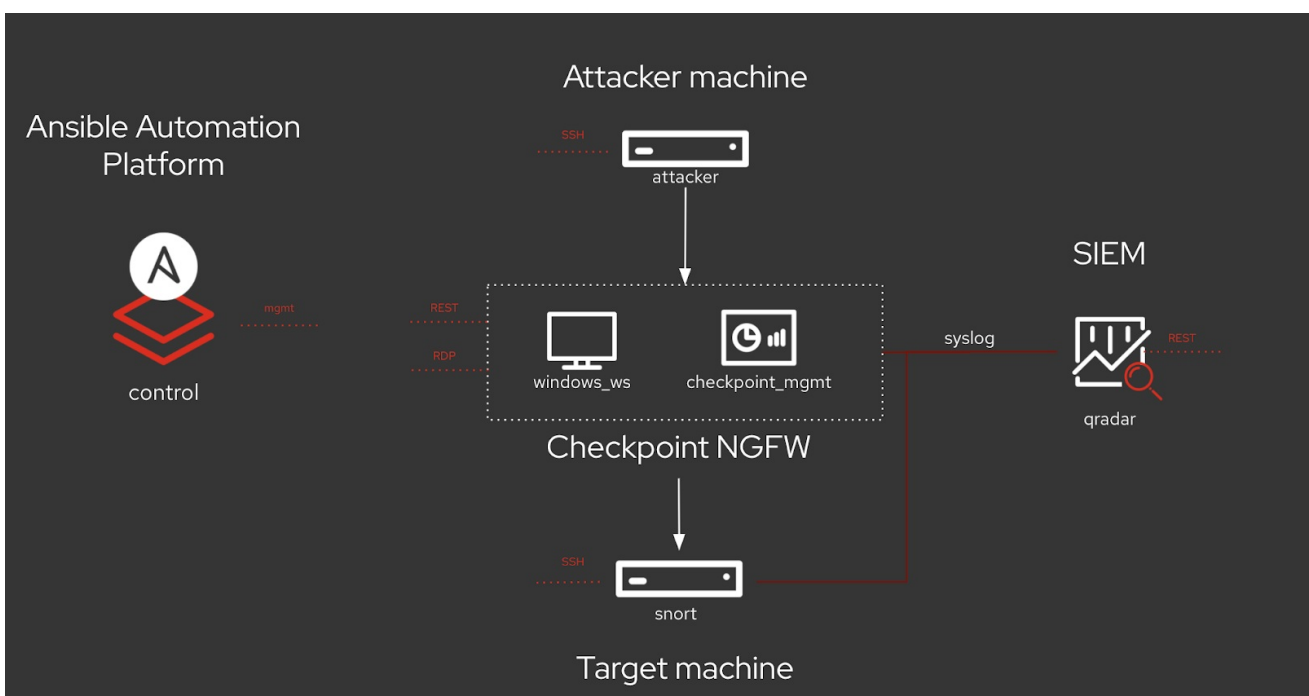 Attacker machine
Ansible Automation
Platform
SSH
attacker
SIEM
mgmt
REST
RDP
syslog
REST
control
windows_ws
checkpoint_mgmt
qradar
Checkpoint NGFW
SSH
snort
Target machine